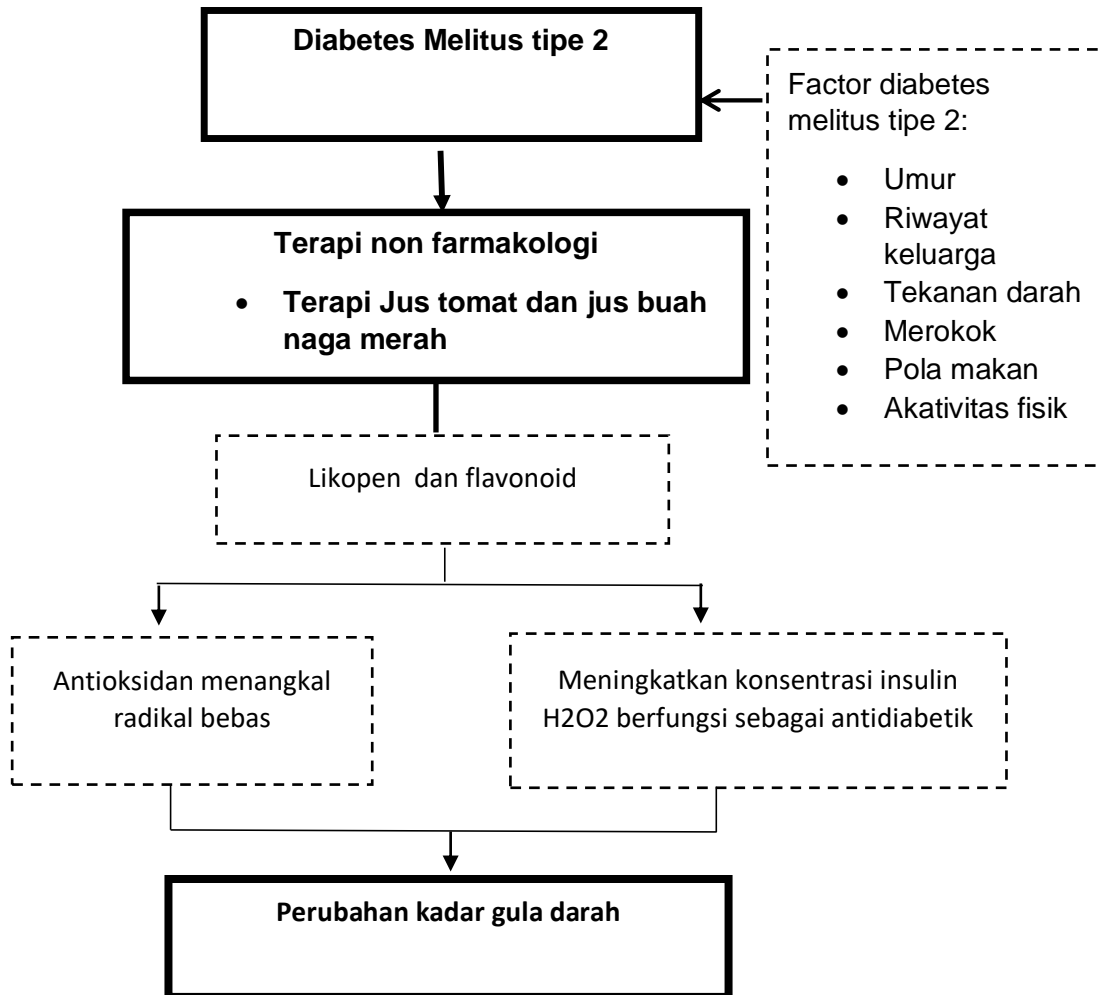 Diabetes Melitus tipe 2
Factor diabetes
melitus tipe 2:
• Umur
• Riwayat
keluarga
• Tekanan darah
• Merokok
• Pola makan
• Akativitas fisik
Terapi non farmakologi
• Terapi Jus tomat dan jus buah
naga merah
Likopen dan flavonoid
Antioksidan menangkal
radikal bebas
Meningkatkan konsentrasi insulin
H2O2 berfungsi sebagai antidiabetik
Perubahan kadar gula darah